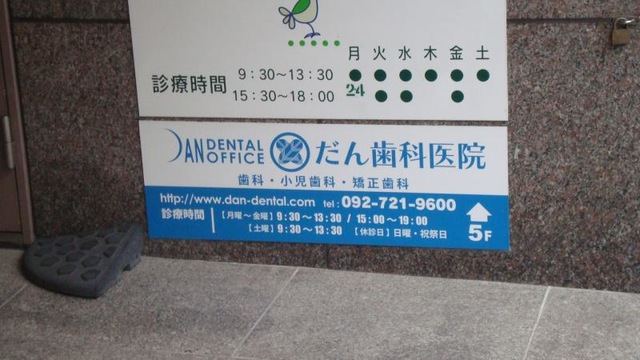 月 火 水 木 金 土
診療時間 9:30〜13:30 ● ● ● ● ● ●
15:30〜18:00 24 ● ● ●
DAN DENTAL OFFICE だん歯科医院
歯科・小児歯科・矯正歯科
http://www.dan-dental.com tel:092-721-9600
診療時間 [月曜〜金曜] 9:30〜13:30 / 15:00〜19:00
[土曜] 9:30〜13:30 [休診日] 日曜・祝祭日
5F